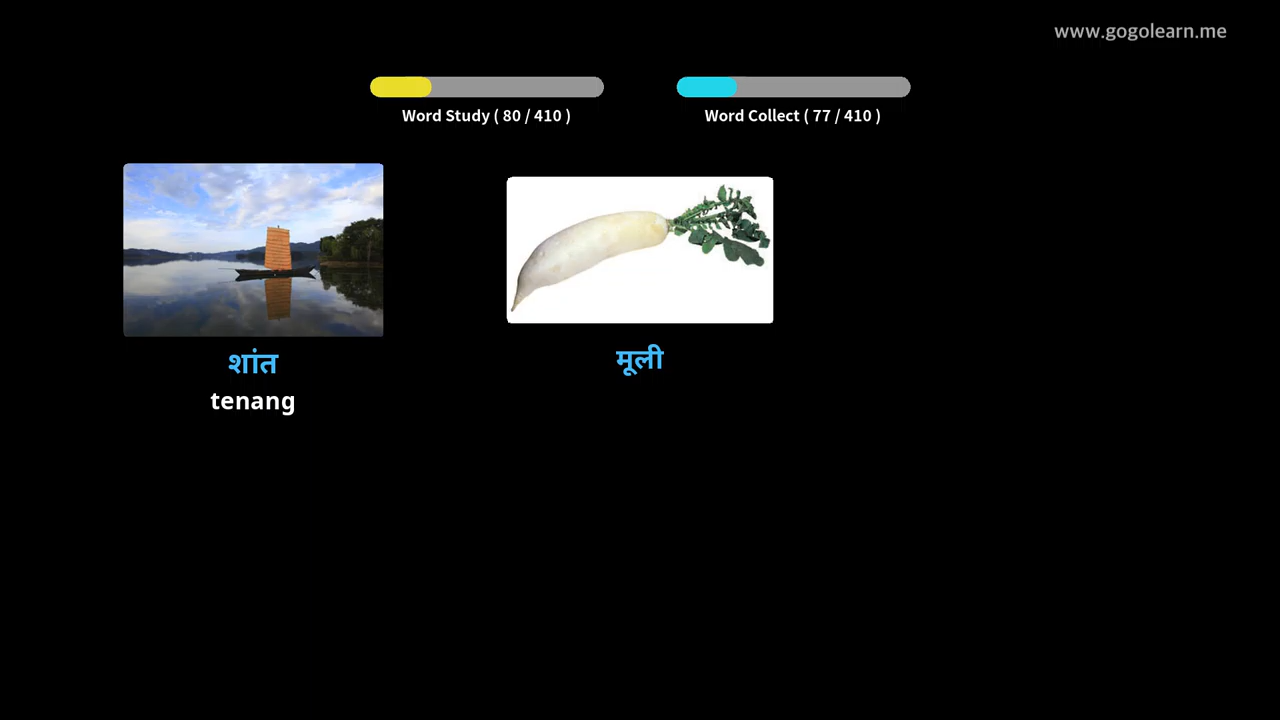 www.gogolearn.me
Word Study ( 80 / 410 )
Word Collect ( 77 / 410 )
शांत
tenang
मूली